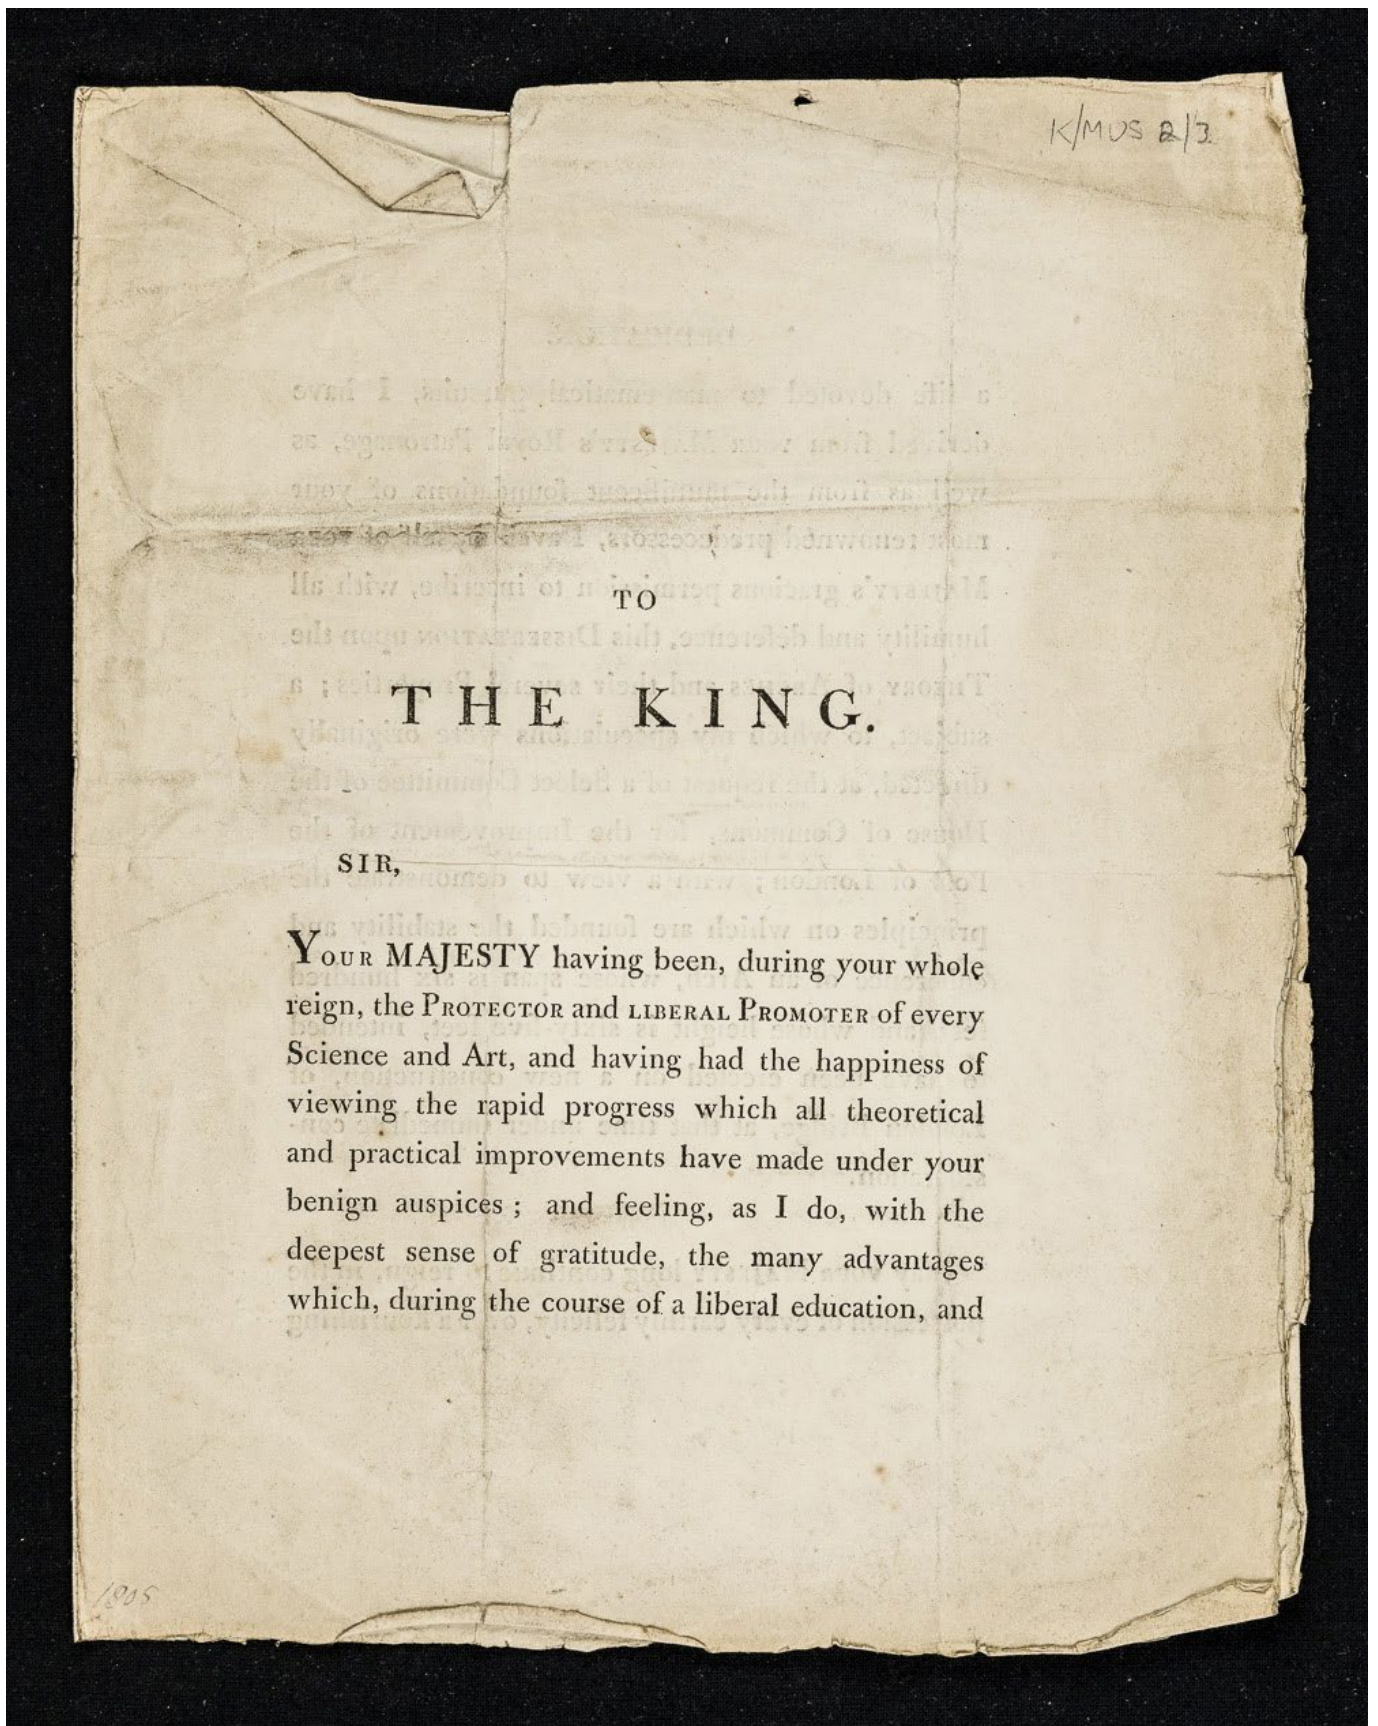 K/MUS 2/3
TO
THE KING.
SIR,
YOUR MAJESTY having been, during your whole
reign, the PROTECTOR and LIBERAL PROMOTER of every
Science and Art, and having had the happiness of
viewing the rapid progress which all theoretical
and practical improvements have made under your
benign auspices ; and feeling, as I do, with the
deepest sense of gratitude, the many advantages
which, during the course of a liberal education, and
1805